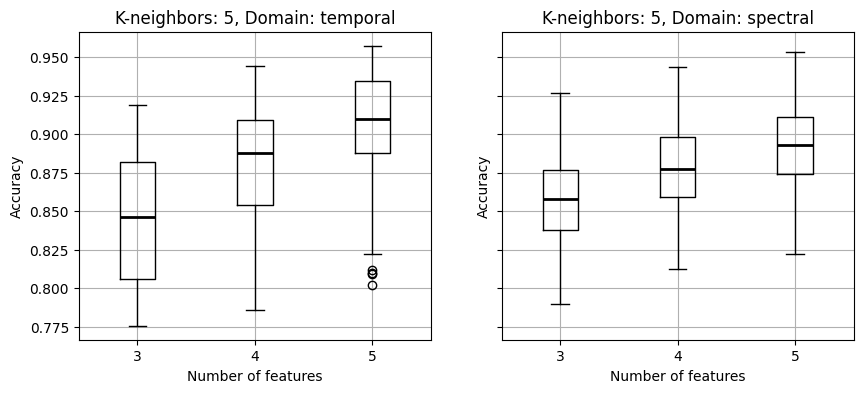 K-neighbors: 5, Domain: temporal
Accuracy
0.950
0.925
0.900
0.875
0.850
0.825
0.800
0.775
3 4 5
Number of features
K-neighbors: 5, Domain: spectral
Accuracy
3 4 5
Number of features